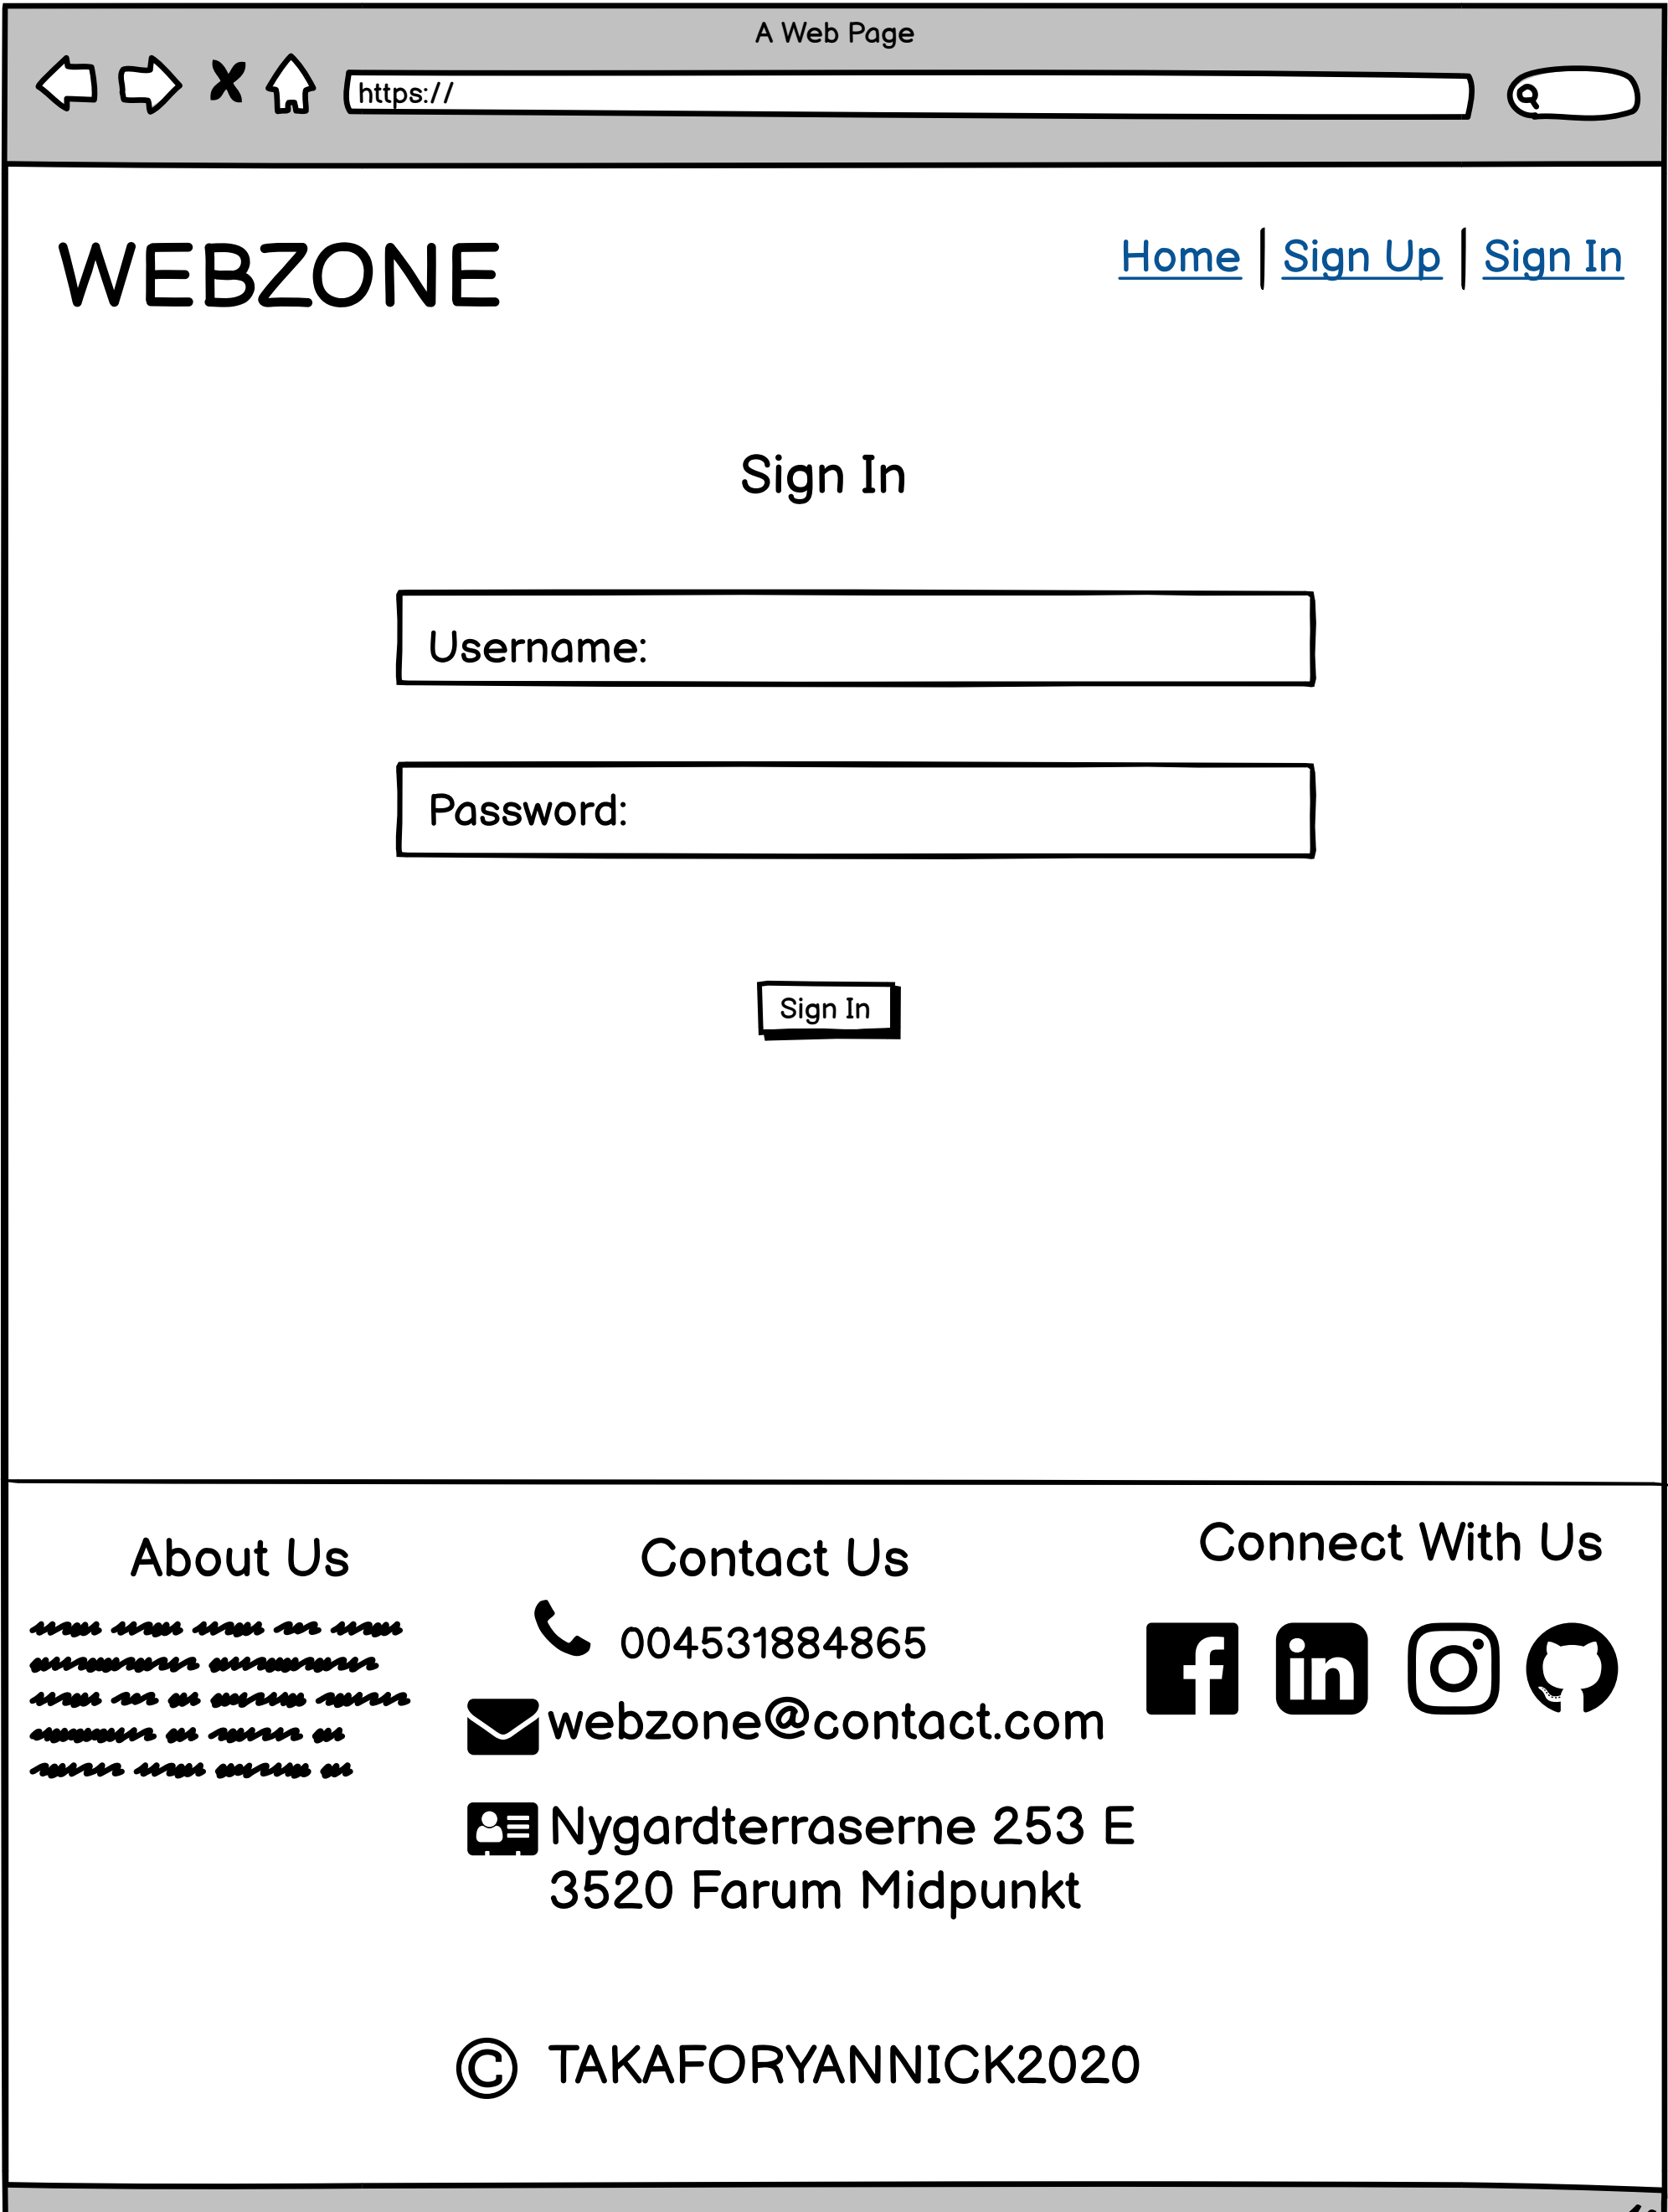 A Web Page
https://
WEBZONE
Home | Sign Up | Sign In
Sign In
Username:
Password:
Sign In
About Us
Contact Us
Connect With Us
004531884865
webzone@contact.com
Nygardterraserne 253 E
3520 Farum Midpunkt
© TAKAFORYANNICK2020